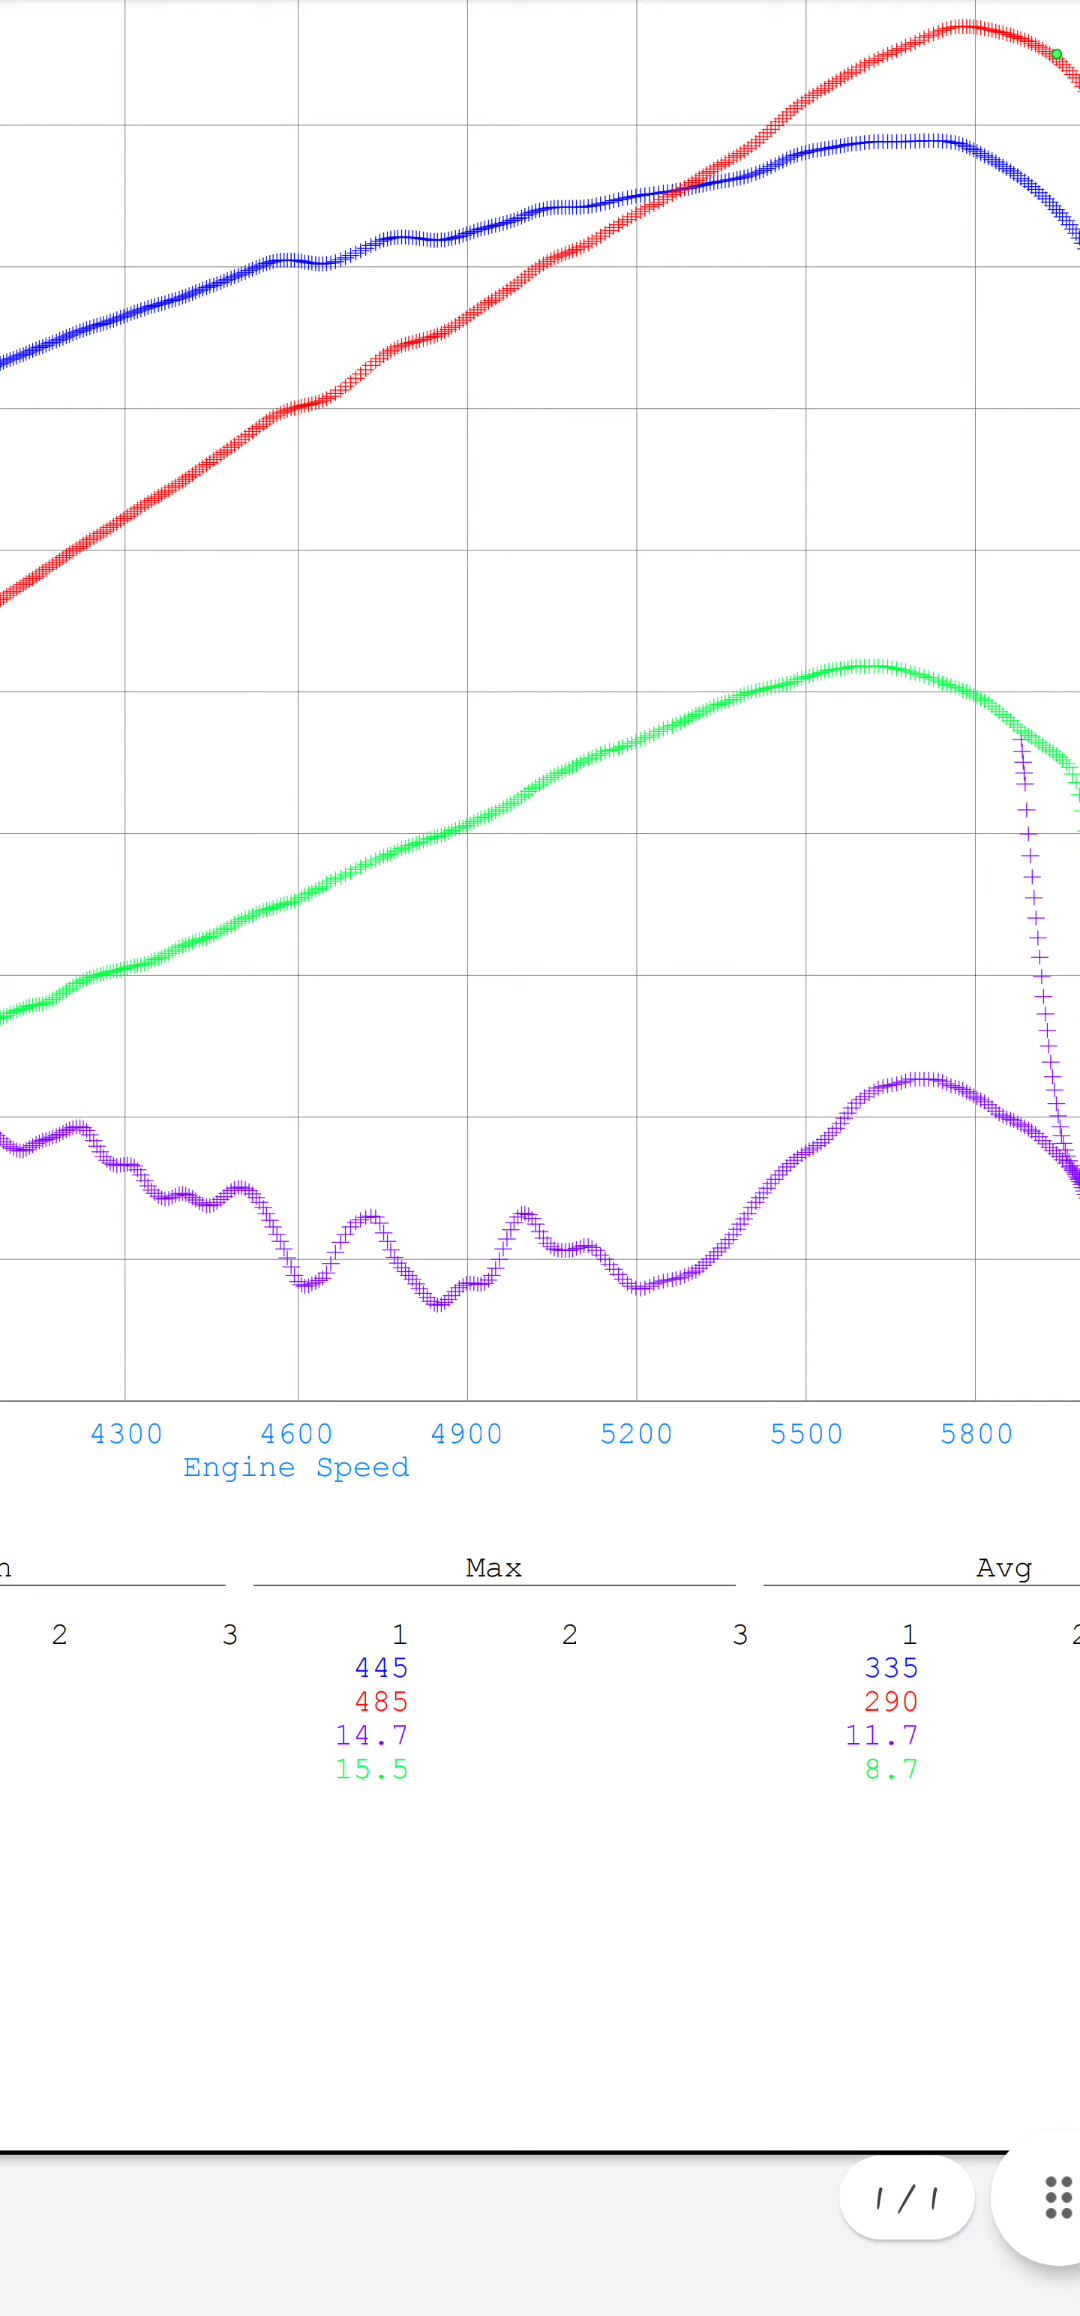 4300 4600 4900 5200 5500 5800
Engine Speed
Max Avg
2 3 1 2 3 1
445 335
485 290
14.7 11.7
15.5 8.7
1 / 1